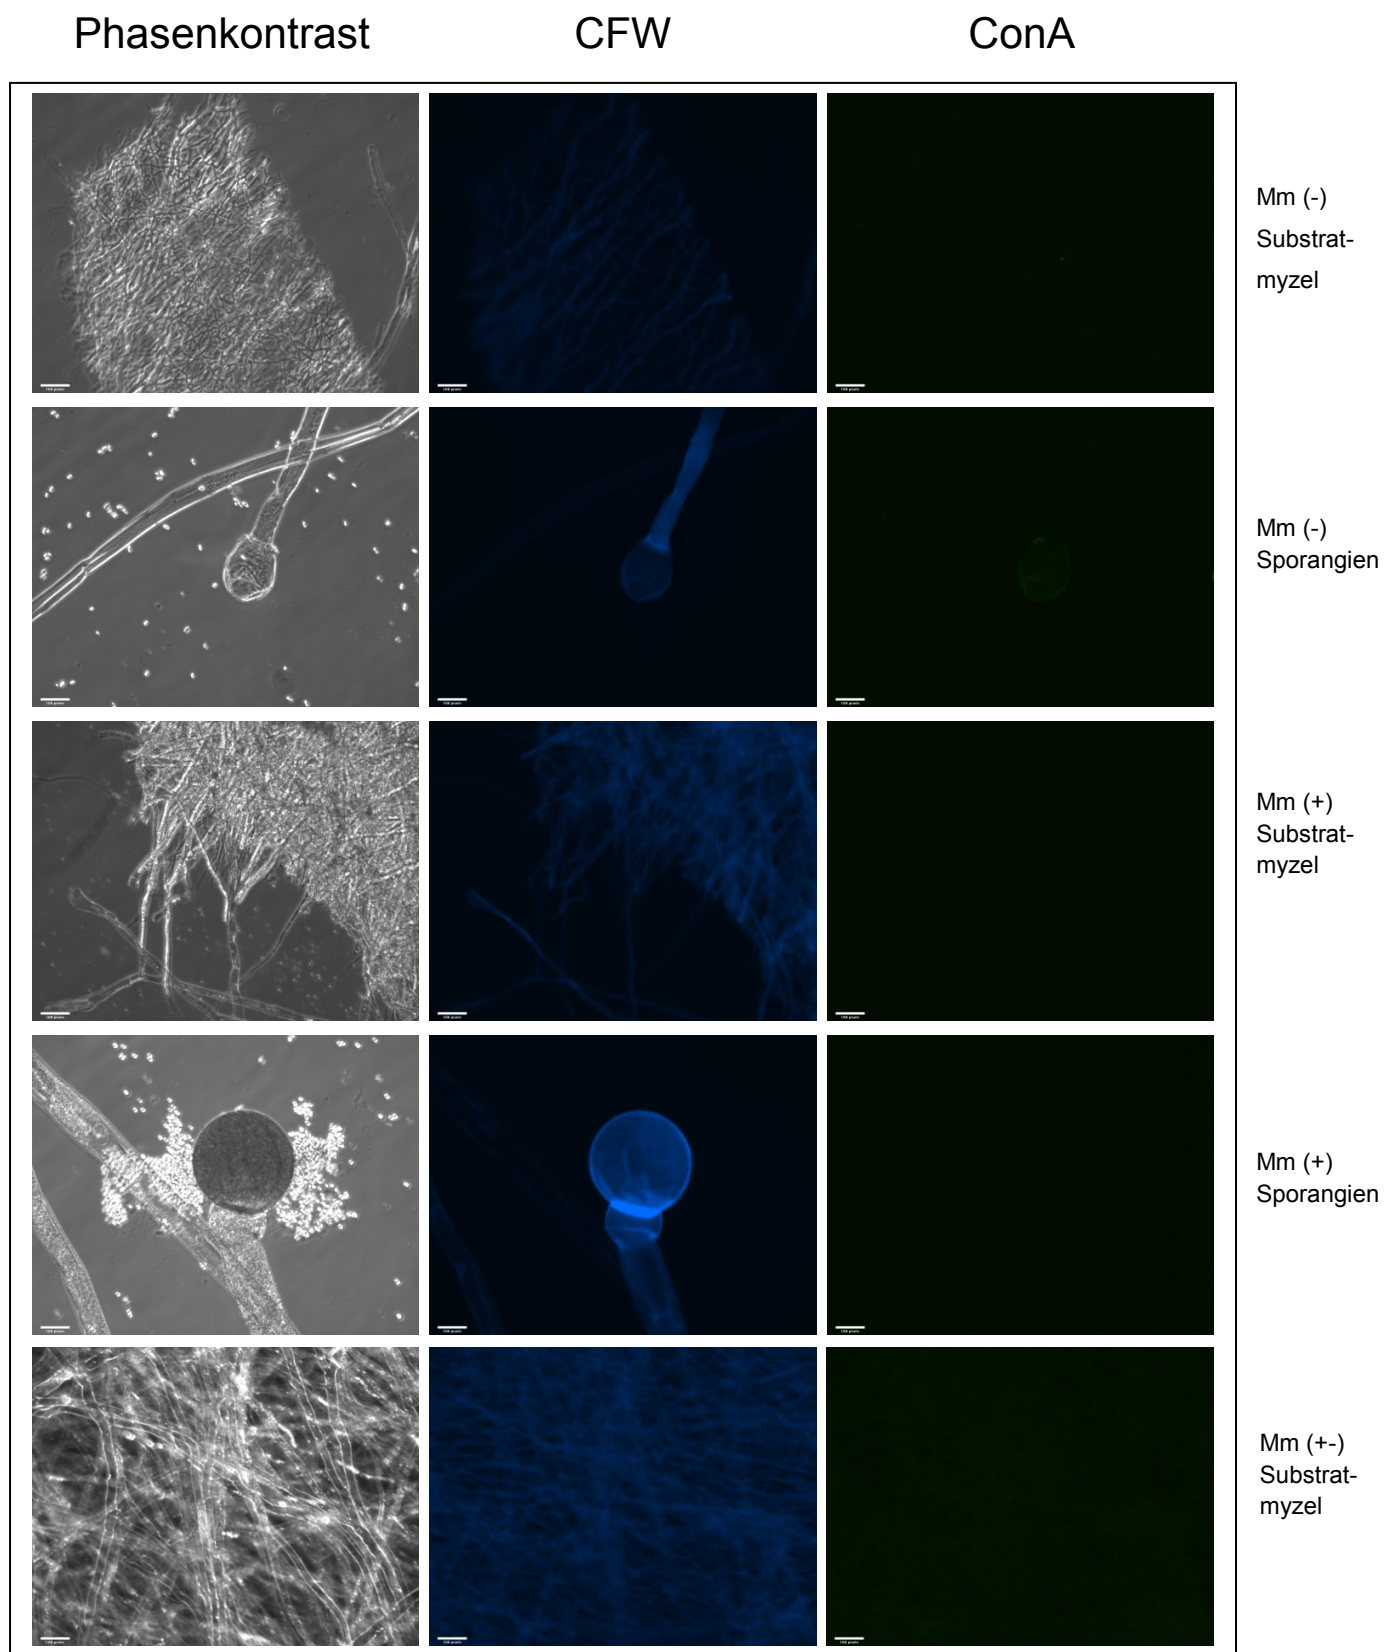 Phasenkontrast CFW ConA
Mm (-)
Substrat-
myzel
Mm (-)
Sporangien
Mm (+)
Substrat-
myzel
Mm (+)
Sporangien
Mm (+-)
Substrat-
myzel